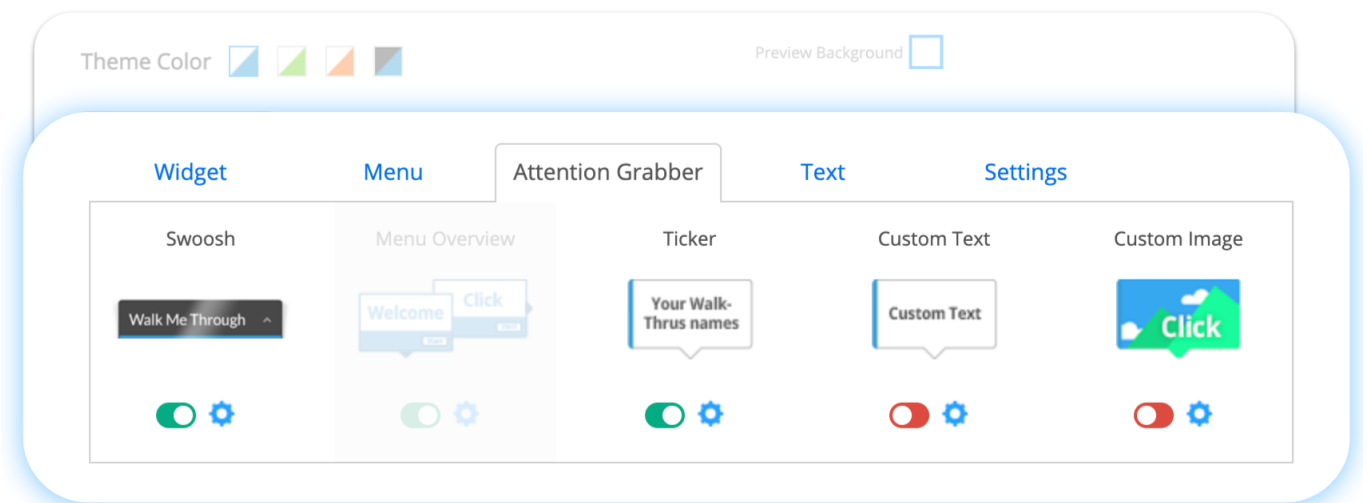 Theme Color
Preview Background
Widget Menu Attention Grabber Text Settings
Swoosh Menu Overview Ticker Custom Text Custom Image
Walk Me Through
Welcome
Click
Your Walk-
Thrus names
Custom Text
Click